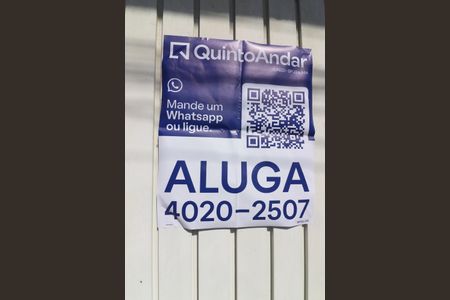 QuintoAndar
Mande um
Whatsapp
ou ligue.
ALUGA
4020-2507